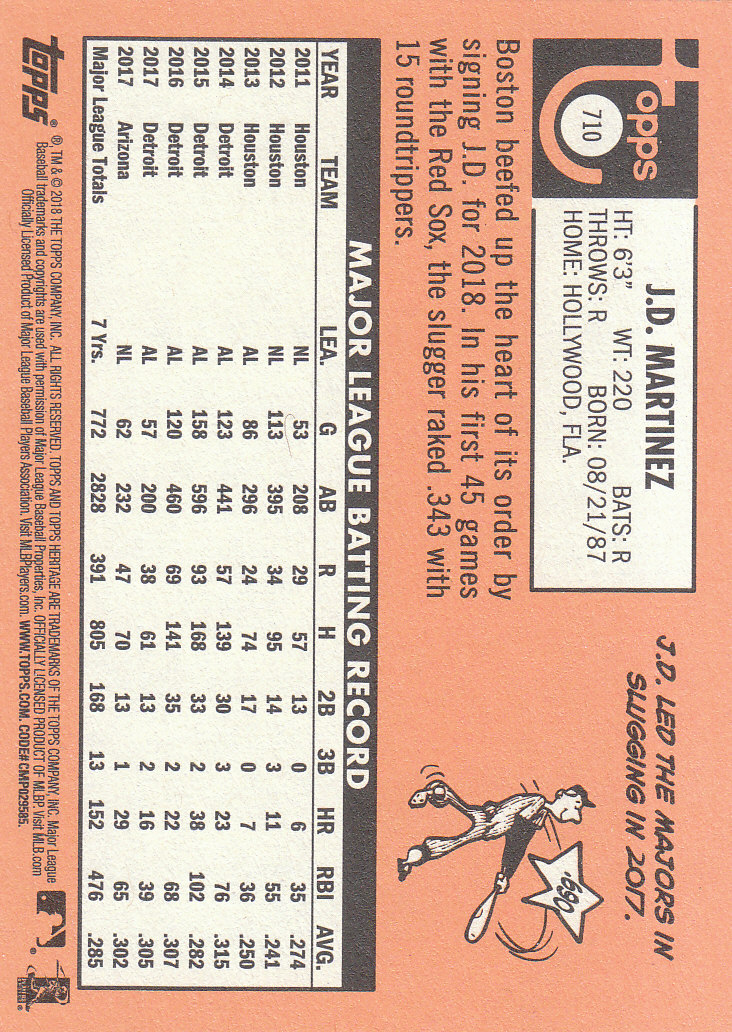 topps
710
J.D. MARTINEZ
HT: 6'3" WT: 220 BATS: R
THROWS: R BORN: 08/21/87
HOME: HOLLYWOOD, FLA.
J.D. LED THE MAJORS IN
SLUGGING IN 2017.
.690
Boston beefed up the heart of its order by
signing J.D. for 2018. In his first 45 games
with the Red Sox, the slugger raked .343 with
15 roundtrippers.
MAJOR LEAGUE BATTING RECORD
YEAR TEAM LEA. G AB R H 2B 3B HR RBI AVG.
2011 Houston NL 53 208 29 57 13 0 6 35 .274
2012 Houston NL 113 395 34 95 14 3 11 55 .241
2013 Houston AL 86 296 24 74 17 0 7 36 .250
2014 Detroit AL 123 441 57 139 30 3 23 76 .315
2015 Detroit AL 158 596 93 168 33 2 38 102 .282
2016 Detroit AL 120 460 69 141 35 2 22 68 .307
2017 Detroit AL 57 200 38 61 13 2 16 39 .305
2017 Arizona NL 62 232 47 70 13 1 29 65 .302
Major League Totals 7 Yrs. 772 2828 391 805 168 13 152 476 .285
topps®
® TM & © 2018 THE TOPPS COMPANY, INC. ALL RIGHTS RESERVED. TOPPS AND TOPPS HERITAGE ARE TRADEMARKS OF THE TOPPS COMPANY, INC. Major League
Baseball trademarks and copyrights are used with permission of Major League Baseball Properties, Inc. OFFICIALLY LICENSED PRODUCT OF MLBP. Visit MLB.com
Officially Licensed Product of Major League Baseball Players Association. Visit MLBPlayers.com. WWW.TOPPS.COM. CODE# CMP029585.